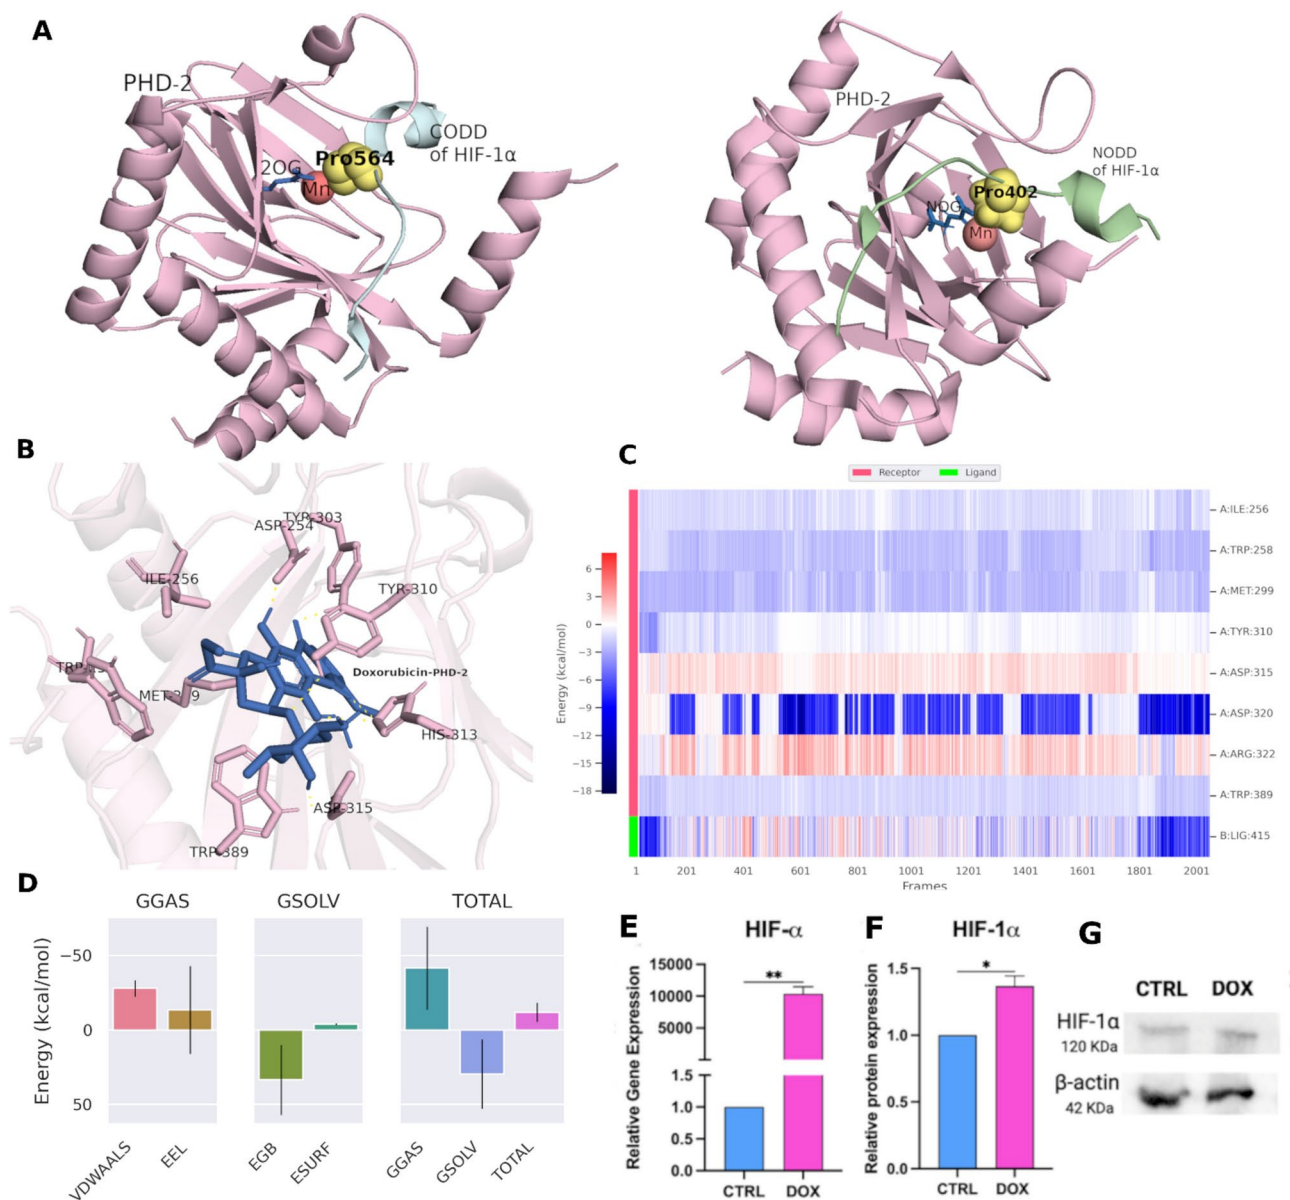 A
PHD-2
CODD
of HIF-1α
Pro564
2OG
Mn
PHD-2
NODD
of HIF-1α
Pro402
NOG
Mn
B
TYR-303
ASP-254
ILE-256
TYR-310
Doxorubicin-PHD-2
HIS-313
ASP-315
TRP-389
C
Receptor
Ligand
Energy (kcal/mol)
6
3
0
−3
−6
−9
−12
−15
−18
A:ILE:256
A:TRP:258
A:MET:299
A:TYR:310
A:ASP:315
A:ASP:320
A:ARG:322
A:TRP:389
B:LIG:415
1 201 401 601 801 1001 1201 1401 1601 1801 2001
Frames
D
GGAS GSOLV TOTAL
Energy (kcal/mol)
−50
0
50
VDWAALS EEL EGB ESURF GGAS GSOLV TOTAL
E
HIF-α
Relative Gene Expression
15000
10000
5000
1.5
1.0
0.5
0.0
**
CTRL DOX
F
HIF-1α
Relative protein expression
1.5
1.0
0.5
0.0
*
CTRL DOX
G
CTRL DOX
HIF-1α
120 KDa
β-actin
42 KDa